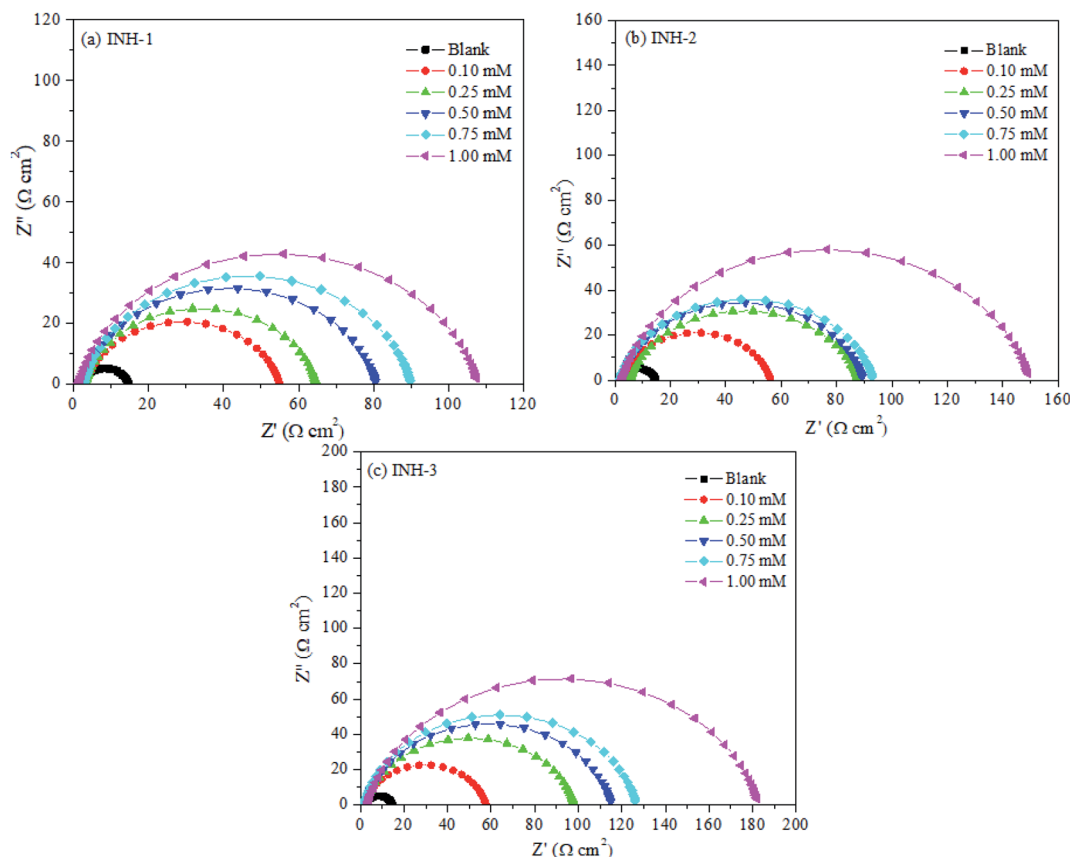 (a) INH-1
Blank
0.10 mM
0.25 mM
0.50 mM
0.75 mM
1.00 mM
120
100
80
60
40
20
0
Z'' (Ω cm²)
0 20 40 60 80 100 120
Z' (Ω cm²)
(b) INH-2
Blank
0.10 mM
0.25 mM
0.50 mM
0.75 mM
1.00 mM
160
140
120
100
80
60
40
20
0
Z'' (Ω cm²)
0 20 40 60 80 100 120 140 160
Z' (Ω cm²)
(c) INH-3
Blank
0.10 mM
0.25 mM
0.50 mM
0.75 mM
1.00 mM
200
180
160
140
120
100
80
60
40
20
0
Z'' (Ω cm²)
0 20 40 60 80 100 120 140 160 180 200
Z' (Ω cm²)